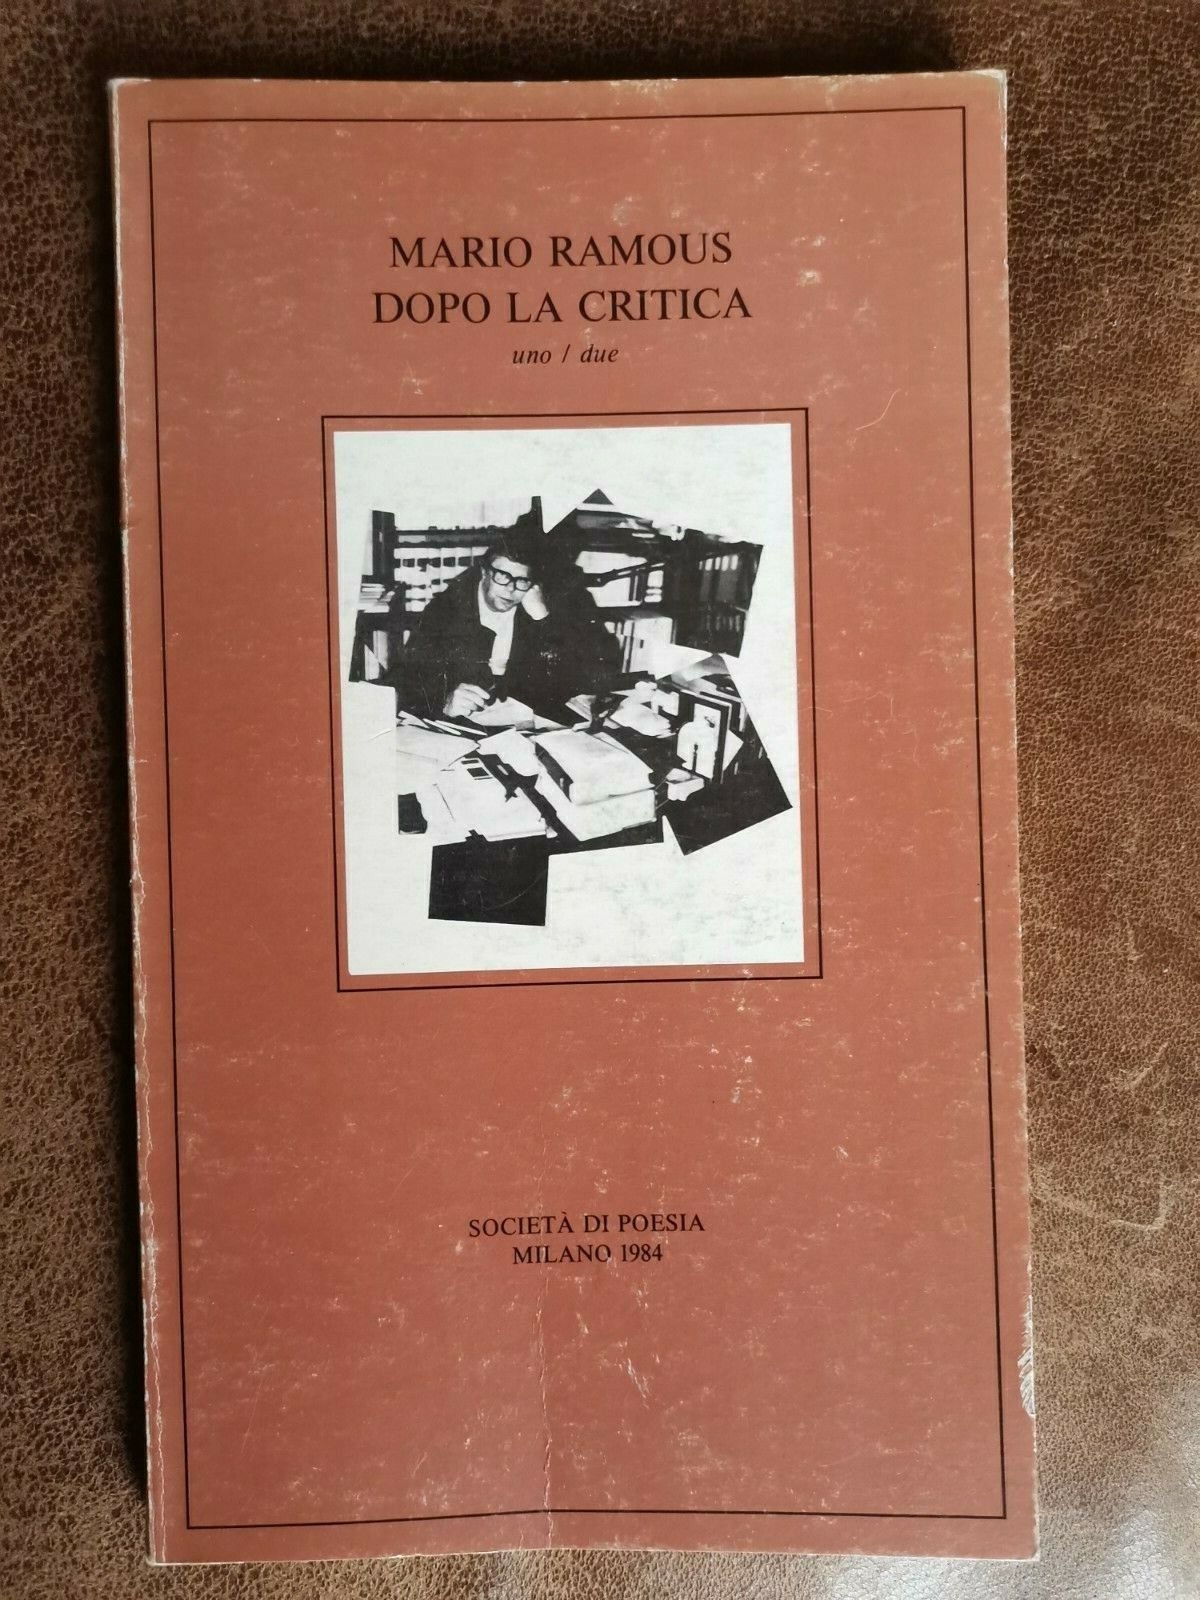 MARIO RAMOUS
DOPO LA CRITICA
uno / due
SOCIETÀ DI POESIA
MILANO 1984